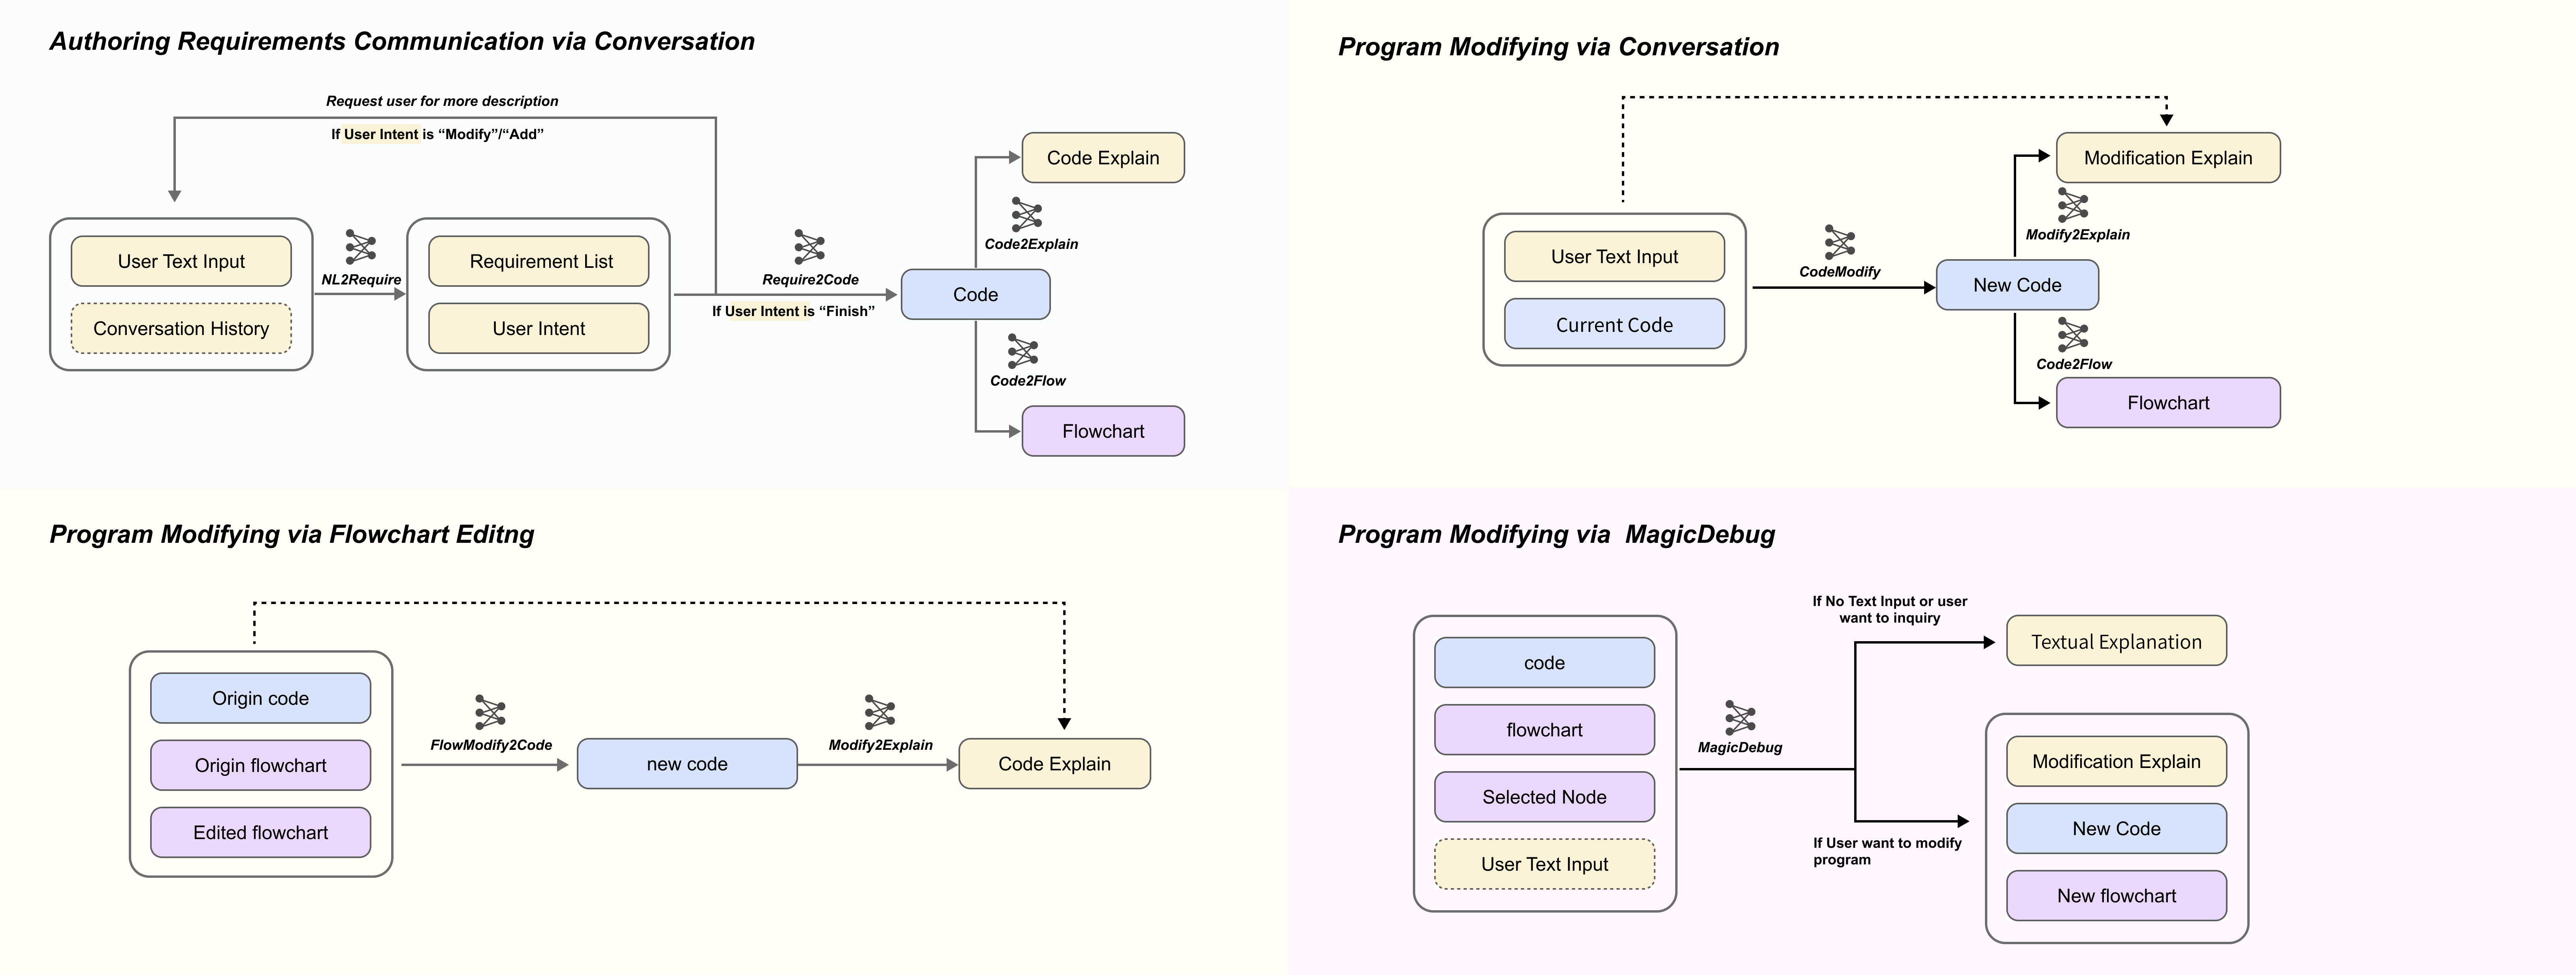 Authoring Requirements Communication via Conversation
Request user for more description
If User Intent is “Modify”/“Add”
User Text Input
Conversation History
NL2Require
Requirement List
User Intent
Require2Code
If User Intent is “Finish”
Code
Code Explain
Code2Explain
Code2Flow
Flowchart
Program Modifying via Conversation
User Text Input
Current Code
CodeModify
New Code
Modification Explain
Modify2Explain
Code2Flow
Flowchart
Program Modifying via Flowchart Editng
Origin code
Origin flowchart
Edited flowchart
FlowModify2Code
new code
Modify2Explain
Code Explain
Program Modifying via  MagicDebug
code
flowchart
Selected Node
User Text Input
MagicDebug
If No Text Input or user
want to inquiry
Textual Explanation
If User want to modify
program
Modification Explain
New Code
New flowchart